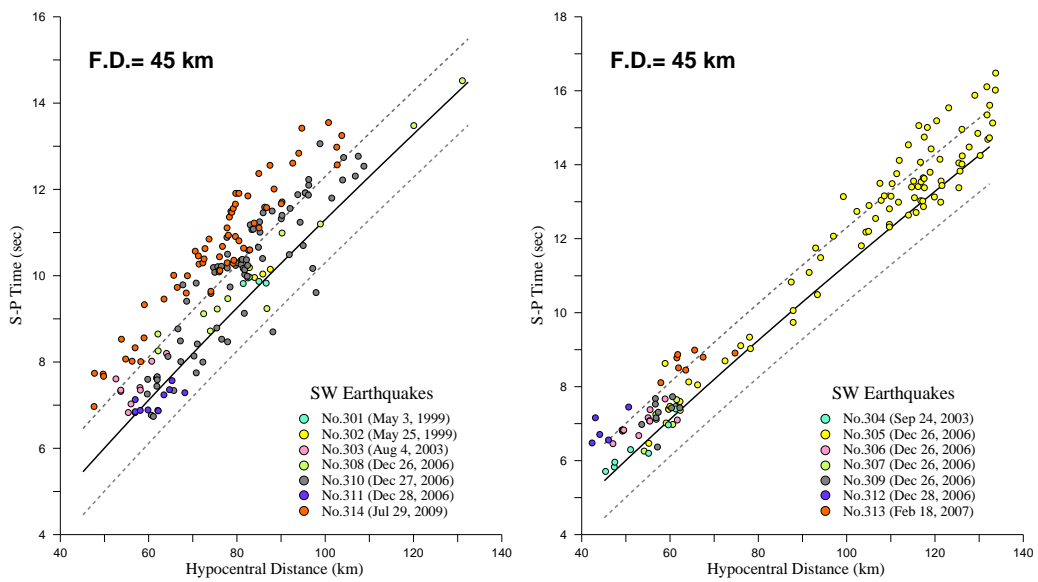 16
14
12
10
8
6
4
40
60
80
100
120
140
S-P Time (sec)
Hypocentral Distance (km)
F.D.= 45 km
SW Earthquakes
No.301 (May 3, 1999)
No.302 (May 25, 1999)
No.303 (Aug 4, 2003)
No.308 (Dec 26, 2006)
No.310 (Dec 27, 2006)
No.311 (Dec 28, 2006)
No.314 (Jul 29, 2009)
18
16
14
12
10
8
6
4
40
60
80
100
120
140
S-P Time (sec)
Hypocentral Distance (km)
F.D.= 45 km
SW Earthquakes
No.304 (Sep 24, 2003)
No.305 (Dec 26, 2006)
No.306 (Dec 26, 2006)
No.307 (Dec 26, 2006)
No.309 (Dec 26, 2006)
No.312 (Dec 28, 2006)
No.313 (Feb 18, 2007)